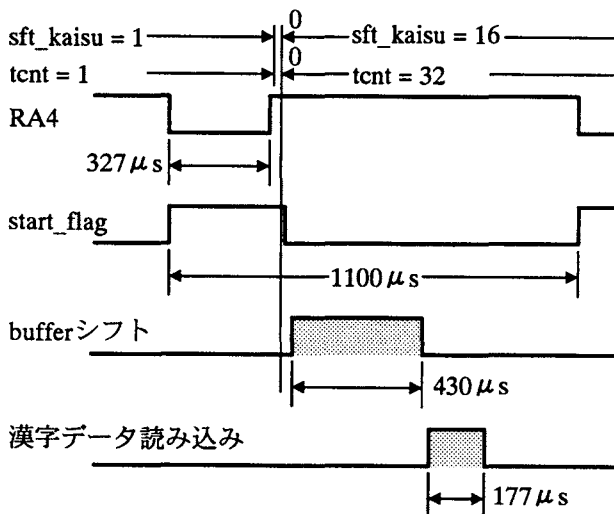 0
sft_kaisu = 1
sft_kaisu = 16
0
tcnt = 1
tcnt = 32
RA4
327μs
start_flag
1100μs
bufferシフト
430μs
漢字データ読み込み
177μs